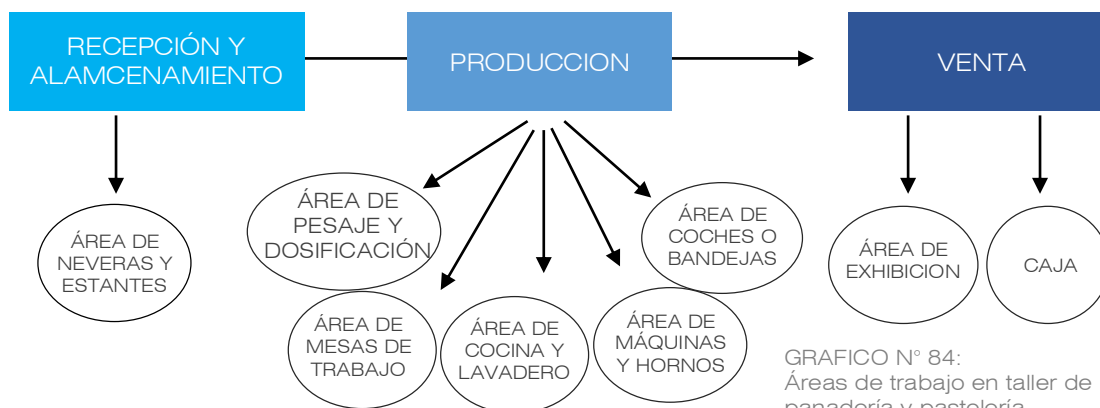 RECEPCIÓN Y
ALAMCENAMIENTO
PRODUCCION
VENTA
ÁREA DE
NEVERAS Y
ESTANTES
ÁREA DE
PESAJE Y
DOSIFICACIÓN
ÁREA DE
MESAS DE
TRABAJO
ÁREA DE
COCINA Y
LAVADERO
ÁREA DE
MÁQUINAS
Y HORNOS
ÁREA DE
COCHES O
BANDEJAS
ÁREA DE
EXHIBICION
CAJA
GRAFICO N° 84:
Áreas de trabajo en taller de
panadería y pastelería